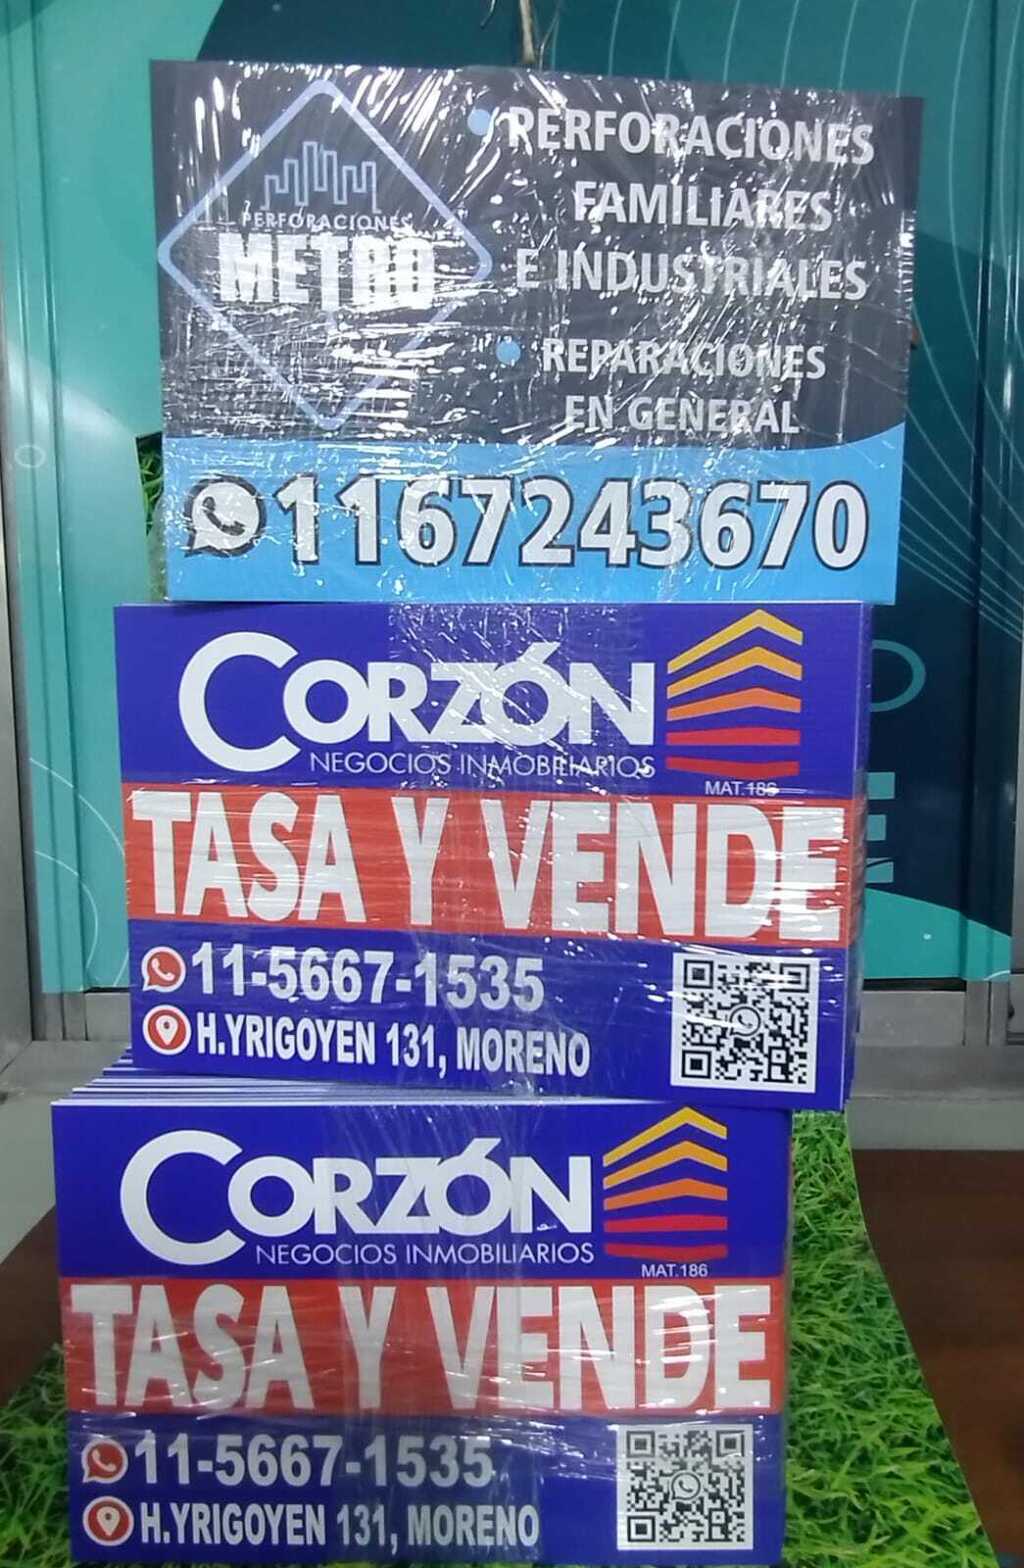 PERFORACIONES
METRO
PERFORACIONES
FAMILIARES
E INDUSTRIALES
REPARACIONES
EN GENERAL
1167243670
CORZÓN
NEGOCIOS INMOBILIARIOS
MAT.186
TASA Y VENDE
11-5667-1535
H.YRIGOYEN 131, MORENO
CORZÓN
NEGOCIOS INMOBILIARIOS
MAT.186
TASA Y VENDE
11-5667-1535
H.YRIGOYEN 131, MORENO